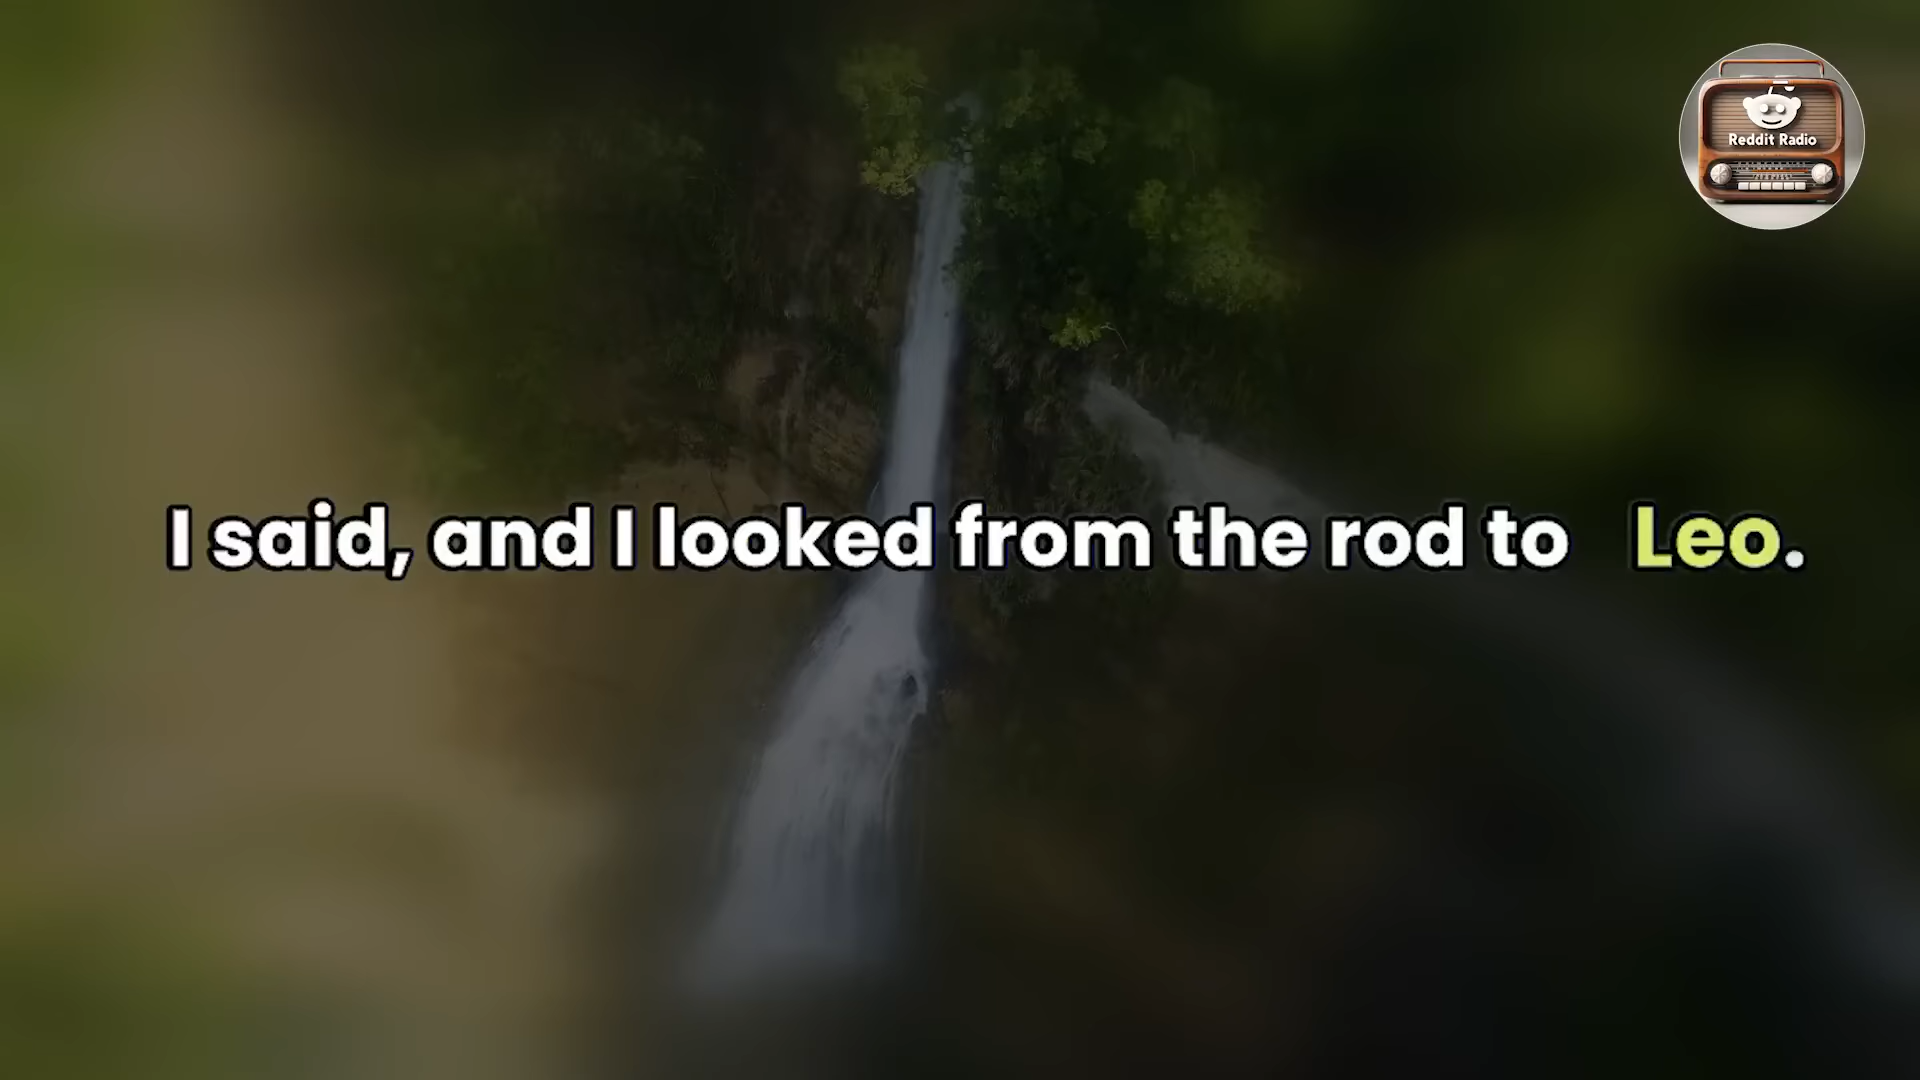 Reddit Radio
I said, and I looked from the rod to Leo.